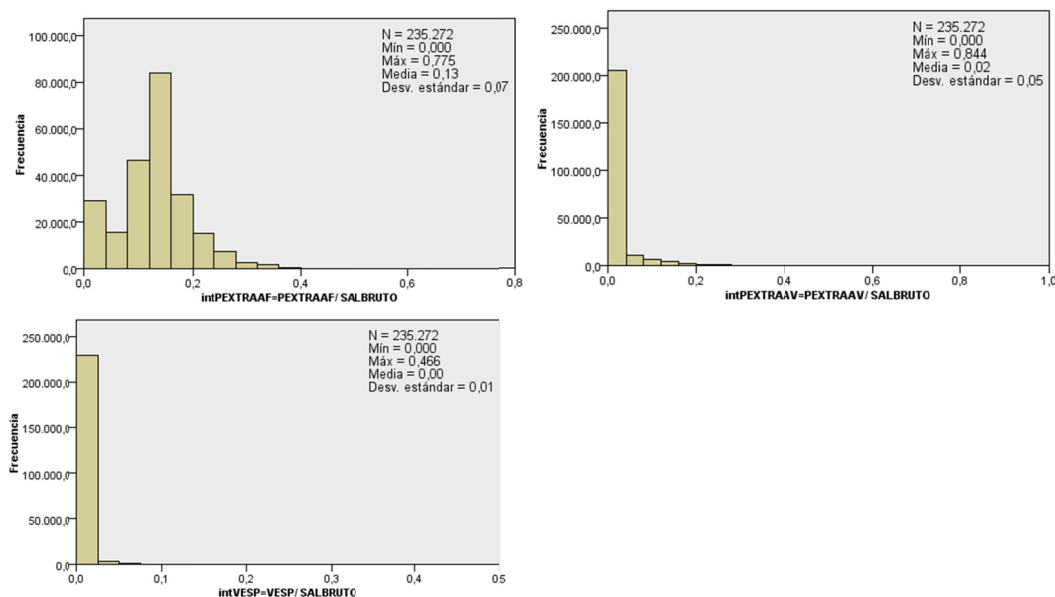 N = 235.272
Mín = 0,000
Máx = 0,775
Media = 0,13
Desv. estándar = 0,07
Frecuencia
100.000,0
80.000,0
60.000,0
40.000,0
20.000,0
0,0
0,0 0,2 0,4 0,6 0,8
intPEXTRAAF=PEXTRAAF/ SALBRUTO
N = 235.272
Mín = 0,000
Máx = 0,844
Media = 0,02
Desv. estándar = 0,05
Frecuencia
250.000,0
200.000,0
150.000,0
100.000,0
50.000,0
0,0
0,0 0,2 0,4 0,6 0,8 1,0
intPEXTRAAV=PEXTRAAV/ SALBRUTO
N = 235.272
Mín = 0,000
Máx = 0,466
Media = 0,00
Desv. estándar = 0,01
Frecuencia
250.000,0
200.000,0
150.000,0
100.000,0
50.000,0
0,0
0,0 0,1 0,2 0,3 0,4 0,5
intVESP=VESP/ SALBRUTO